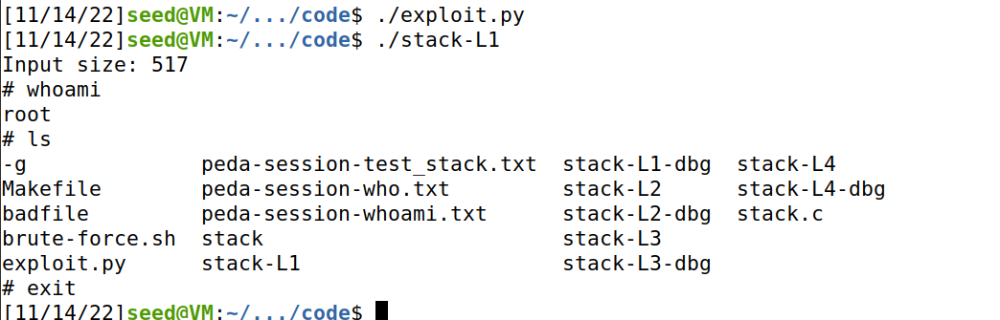 [11/14/22]seed@VM:~/.../code$ ./exploit.py
[11/14/22]seed@VM:~/.../code$ ./stack-L1
Input size: 517
# whoami
root
# ls
-g              peda-session-test_stack.txt  stack-L1-dbg  stack-L4
Makefile        peda-session-who.txt         stack-L2      stack-L4-dbg
badfile         peda-session-whoami.txt      stack-L2-dbg  stack.c
brute-force.sh  stack                        stack-L3
exploit.py      stack-L1                     stack-L3-dbg
# exit
[11/14/22]seed@VM:~/.../code$